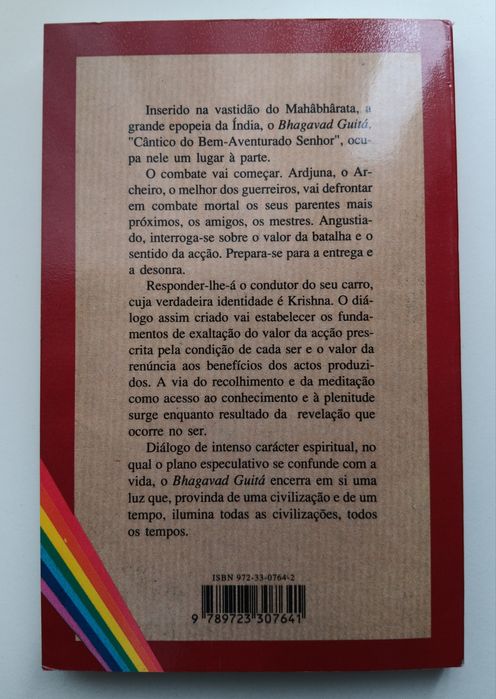 Inserido na vastidão do Mahâbhârata, a
grande epopeia da Índia, o Bhagavad Guitá,
"Cântico do Bem-Aventurado Senhor", ocu-
pa nele um lugar à parte.
O combate vai começar. Ardjuna, o Ar-
cheiro, o melhor dos guerreiros, vai defrontar
em combate mortal os seus parentes mais
próximos, os amigos, os mestres. Angustia-
do, interroga-se sobre o valor da batalha e o
sentido da acção. Prepara-se para a entrega e
a desonra.
Responder-lhe-á o condutor do seu carro,
cuja verdadeira identidade é Krishna. O diá-
logo assim criado vai estabelecer os funda-
mentos de exaltação do valor da acção pres-
crita pela condição de cada ser e o valor da
renúncia aos benefícios dos actos produzi-
dos. A via do recolhimento e da meditação
como acesso ao conhecimento e à plenitude
surge enquanto resultado da revelação que
ocorre no ser.
Diálogo de intenso carácter espiritual, no
qual o plano especulativo se confunde com a
vida, o Bhagavad Guitá encerra em si uma
luz que, provinda de uma civilização e de um
tempo, ilumina todas as civilizações, todos
os tempos.
ISBN 972-33-0764-2
9 789723 307641